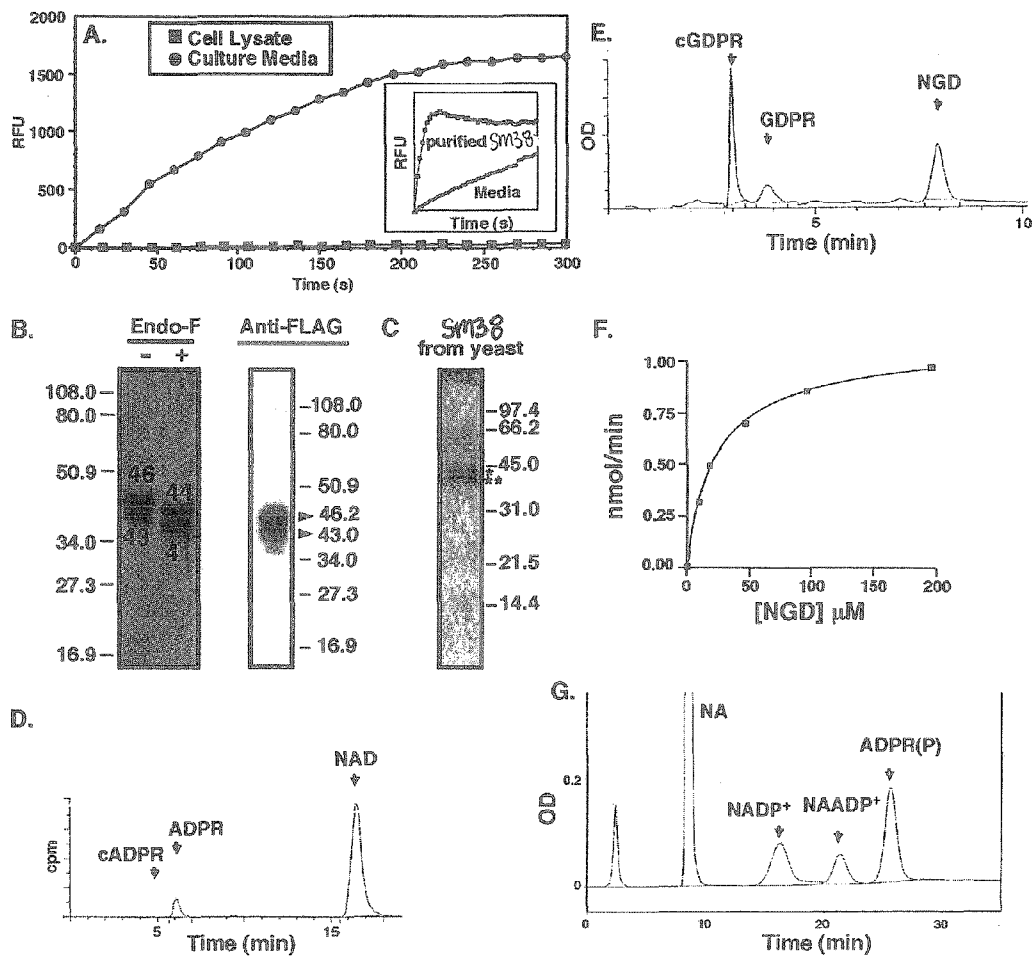 A.
Cell Lysate
Culture Media
2000
1500
1000
500
0
RFU
0 50 100 150 200 250 300
Time (s)
RFU
purified SM38
Media
Time (s)
E.
cGDPR
GDPR
NGD
OD
5 10
Time (min)
B.
Endo-F
- +
108.0
80.0
50.9
34.0
27.3
16.9
46
43
44
41
Anti-FLAG
108.0
80.0
50.9
46.2
43.0
34.0
27.3
16.9
C
SM38
from yeast
97.4
66.2
45.0
31.0
21.5
14.4
F.
1.00
0.75
0.50
0.25
0.00
nmol/min
0 50 100 150 200
[NGD] µM
D.
cADPR
ADPR
NAD
cpm
5 15
Time (min)
G.
NA
NADP+
NAADP+
ADPR(P)
0.2
0
OD
0 10 20 30
Time (min)